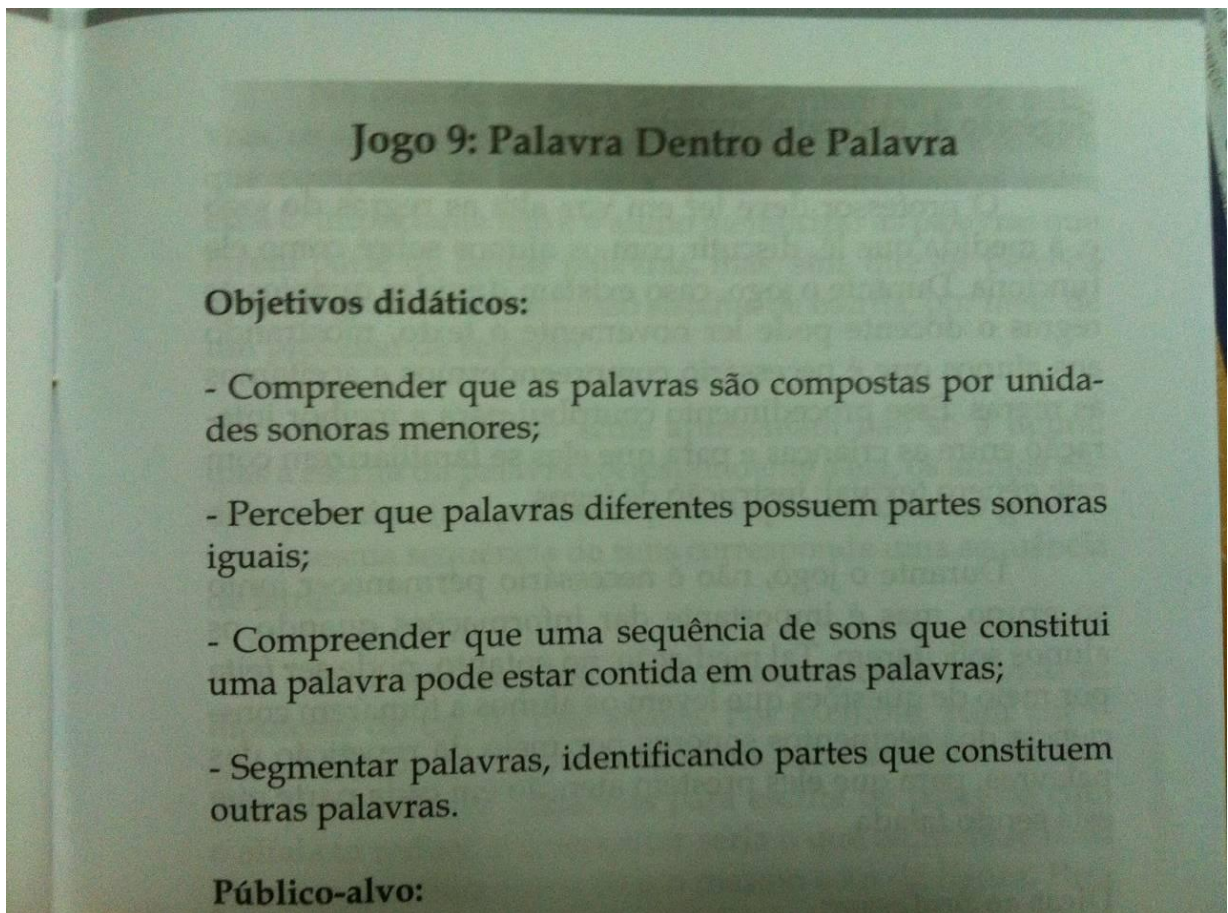 Jogo 9: Palavra Dentro de Palavra
Objetivos didáticos:
- Compreender que as palavras são compostas por unida-
des sonoras menores;
- Perceber que palavras diferentes possuem partes sonoras
iguais;
- Compreender que uma sequência de sons que constitui
uma palavra pode estar contida em outras palavras;
- Segmentar palavras, identificando partes que constituem
outras palavras.
Público-alvo: